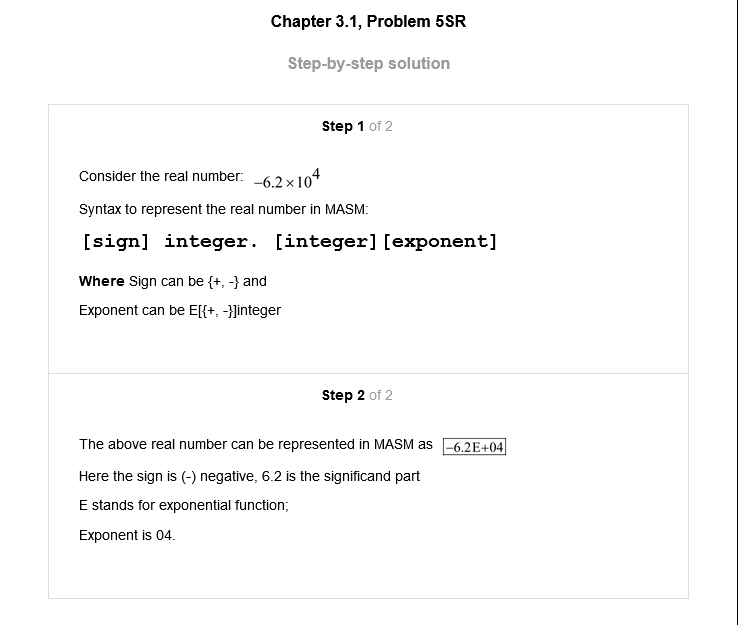 Chapter 3.1, Problem 5SR
Step-by-step solution
Step 1 of 2
Consider the real number: −6.2×10⁴
Syntax to represent the real number in MASM:
[sign] integer. [integer][exponent]
Where Sign can be {+, -} and
Exponent can be E[{+, -}]integer
Step 2 of 2
The above real number can be represented in MASM as −6.2E+04
Here the sign is (-) negative, 6.2 is the significand part
E stands for exponential function;
Exponent is 04.